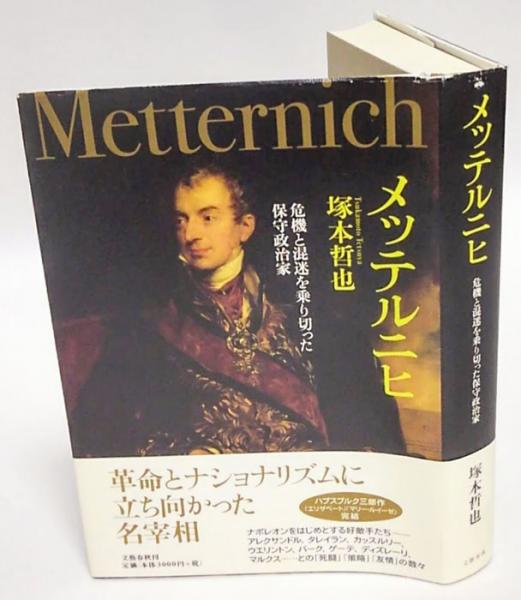 Metternich
メッテルニヒ
Tsukamoto Tetsuya
塚本哲也
危機と混迷を乗り切った
保守政治家
革命とナショナリズムに
立ち向かった
名宰相
ハプスブルク三部作
「エリザベート」「マリー・ルイーゼ」
完結
ナポレオンをはじめとする好敵手たち――
アレクサンドル、タレイラン、カッスルリー、
ウエリントン、バーク、ゲーテ、ディズレーリ、
マルクス……との「死闘」「策略」「友情」の数々
文藝春秋刊
定価(本体3000円+税)
メッテルニヒ
危機と混迷を乗り切った保守政治家
塚本哲也
文藝春秋